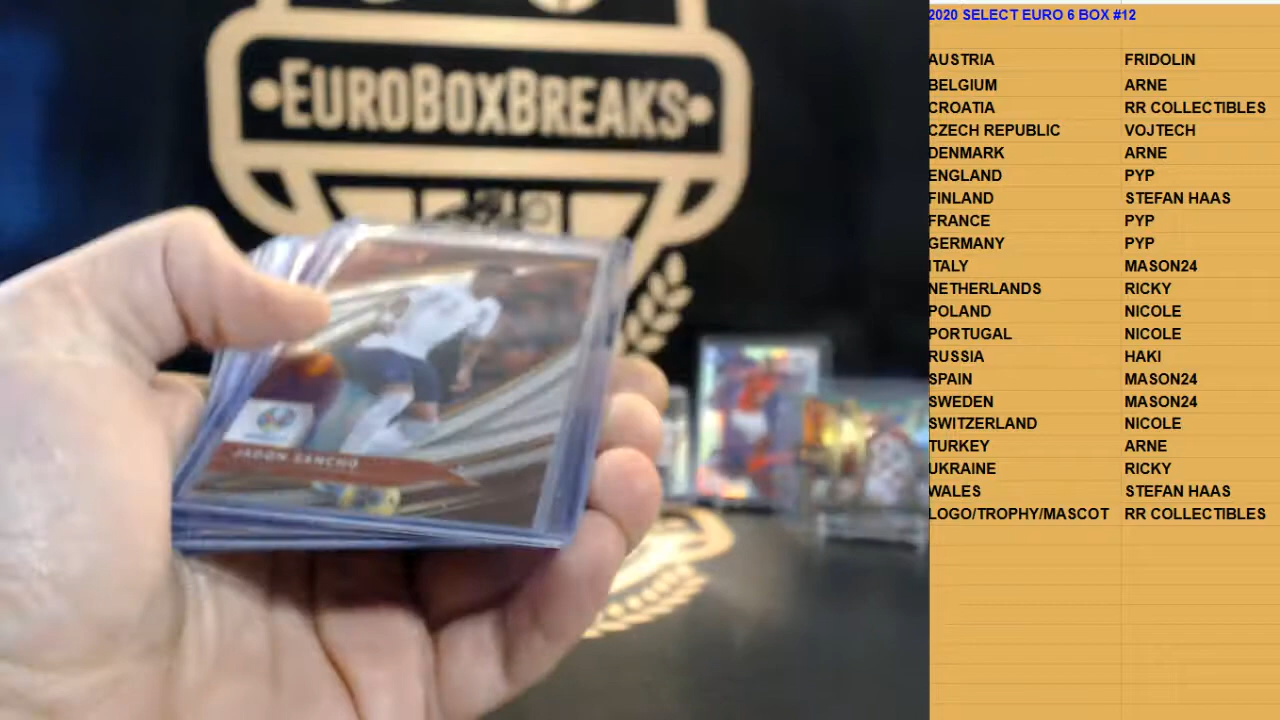 EUROBOXBREAKS
JADON SANCHO
2020 SELECT EURO 6 BOX #12
AUSTRIA FRIDOLIN
BELGIUM ARNE
CROATIA RR COLLECTIBLES
CZECH REPUBLIC VOJTECH
DENMARK ARNE
ENGLAND PYP
FINLAND STEFAN HAAS
FRANCE PYP
GERMANY PYP
ITALY MASON24
NETHERLANDS RICKY
POLAND NICOLE
PORTUGAL NICOLE
RUSSIA HAKI
SPAIN MASON24
SWEDEN MASON24
SWITZERLAND NICOLE
TURKEY ARNE
UKRAINE RICKY
WALES STEFAN HAAS
LOGO/TROPHY/MASCOT RR COLLECTIBLES